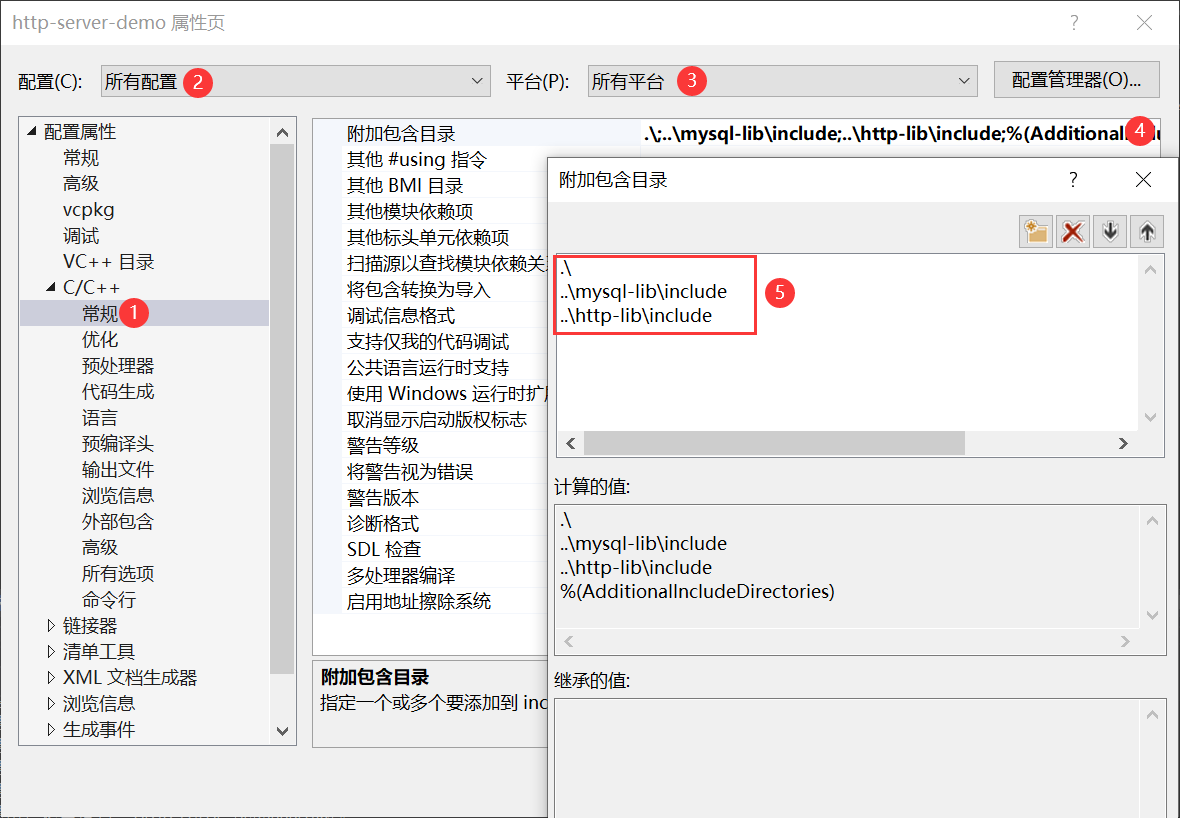 http-server-demo 属性页
配置(C): 所有配置 2 平台(P): 所有平台 3 配置管理器(O)...
配置属性
常规
高级
vcpkg
调试
VC++ 目录
C/C++
常规 1
优化
预处理器
代码生成
语言
预编译头
输出文件
浏览信息
外部包含
高级
所有选项
命令行
链接器
清单工具
XML 文档生成器
浏览信息
生成事件
附加包含目录 .\;..\mysql-lib\include;..\http-lib\include;%(Additional 4
其他 #using 指令
其他 BMI 目录
其他模块依赖项
其他标头单元依赖项
扫描源以查找模块依赖关
将包含转换为导入
调试信息格式
支持仅我的代码调试
公共语言运行时支持
使用 Windows 运行时扩
取消显示启动版权标志
警告等级
将警告视为错误
警告版本
诊断格式
SDL 检查
多处理器编译
启用地址擦除系统
附加包含目录
指定一个或多个要添加到 inc
附加包含目录
.\
..\mysql-lib\include 5
..\http-lib\include
计算的值:
.\
..\mysql-lib\include
..\http-lib\include
%(AdditionalIncludeDirectories)
继承的值: